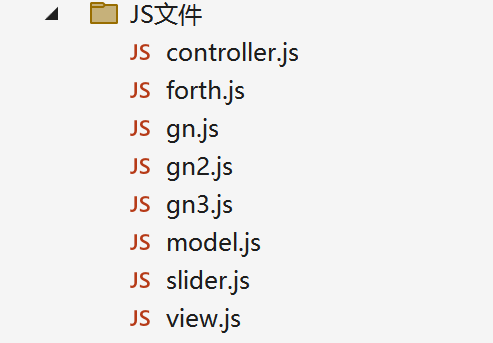 JS文件
JS controller.js
JS forth.js
JS gn.js
JS gn2.js
JS gn3.js
JS model.js
JS slider.js
JS view.js